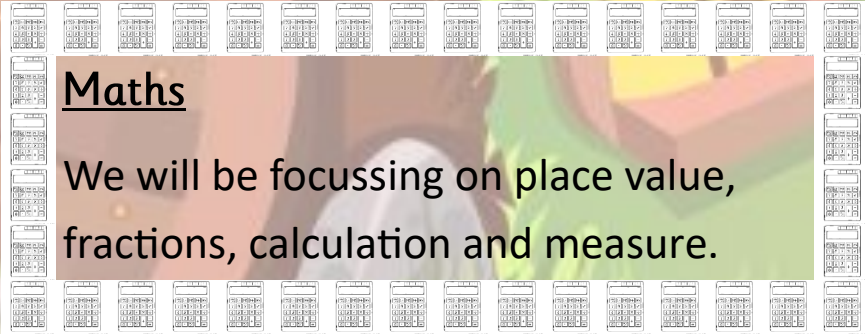 Maths
We will be focussing on place value,
fractions, calculation and measure.